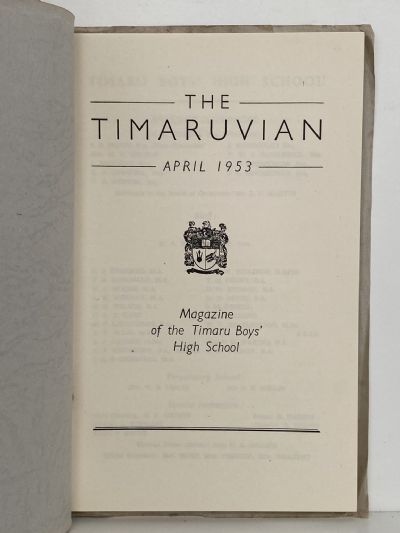 THE
TIMARUVIAN
APRIL 1953
Magazine
of the Timaru Boys'
High School